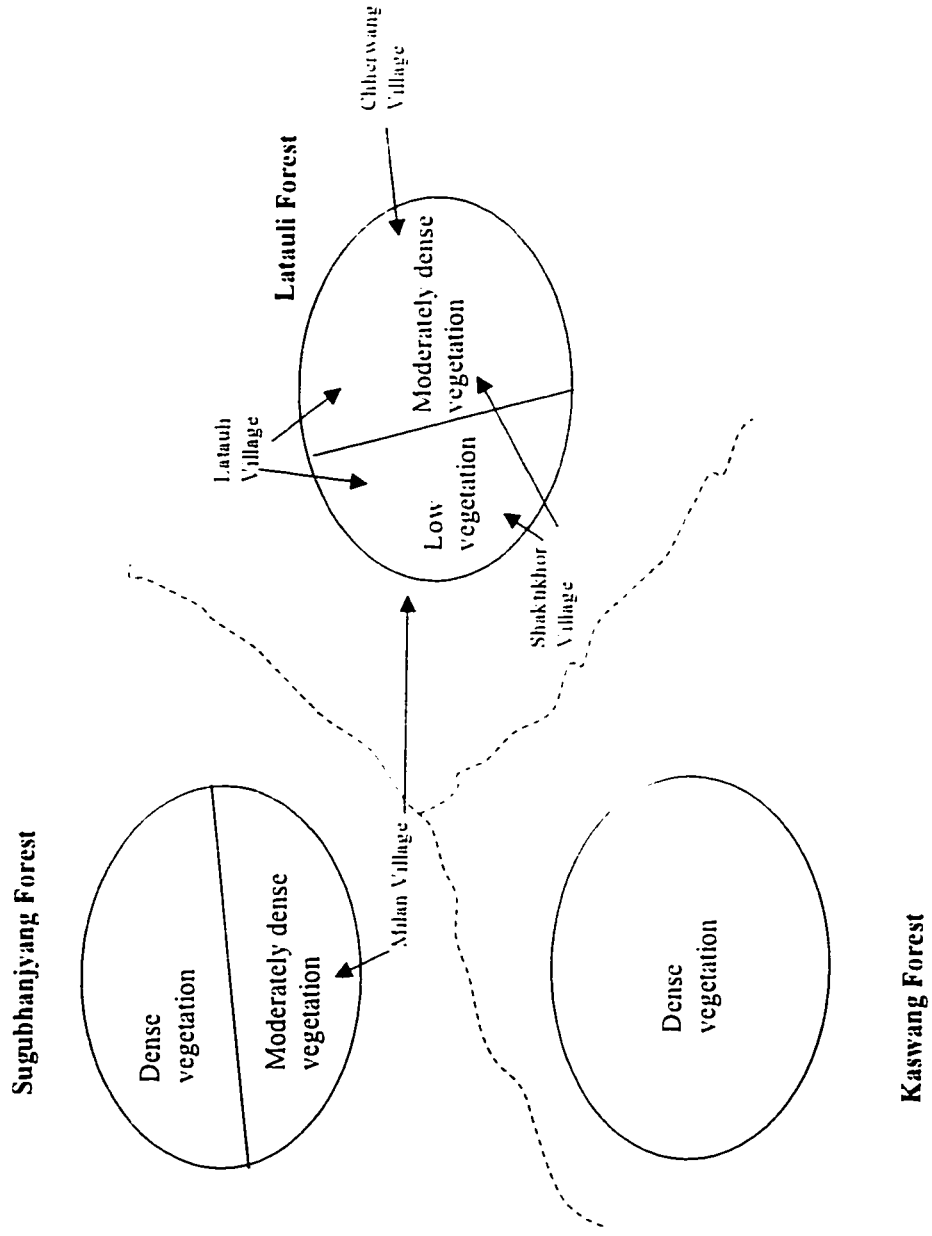 Sugubhanjyang Forest
Dense
vegetation
Moderately dense
vegetation
Milan Village
Latauli Forest
Latauli
Village
Chherwang
Village
Moderately dense
vegetation
Low
vegetation
Village
Dense
vegetation
Kaswang Forest